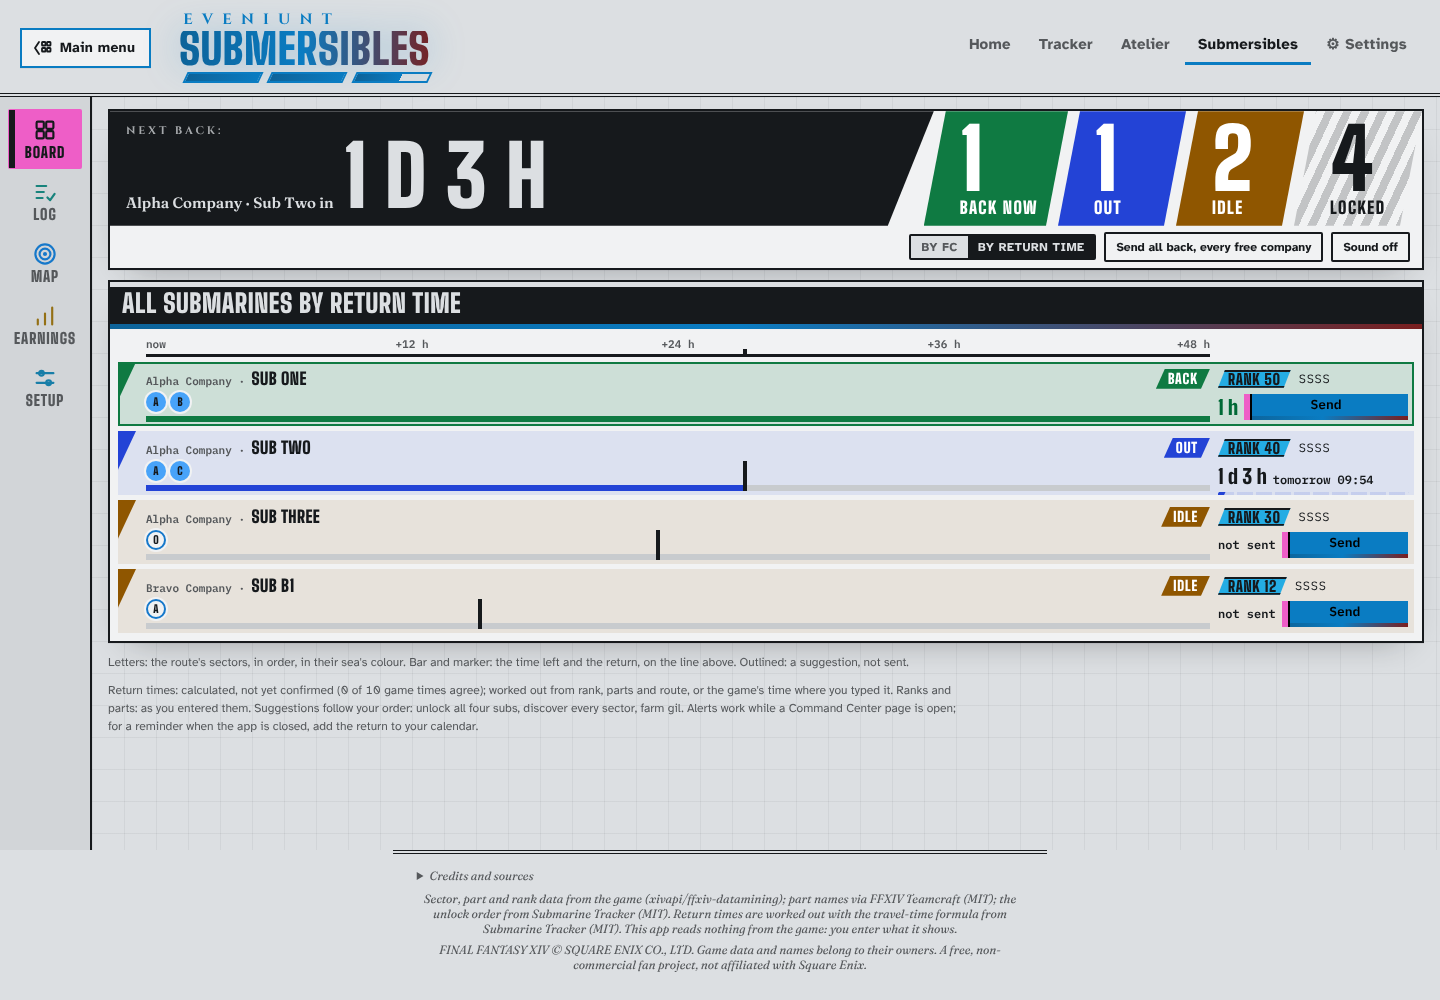 Main menu
EVENIUNT
SUBMERSIBLES
Home
Tracker
Atelier
Submersibles
⚙ Settings
BOARD
LOG
MAP
EARNINGS
SETUP
NEXT BACK:
Alpha Company · Sub Two in 1D3H
1 BACK NOW
1 OUT
2 IDLE
4 LOCKED
BY FC
BY RETURN TIME
Send all back, every free company
Sound off
ALL SUBMARINES BY RETURN TIME
now +12 h +24 h +36 h +48 h
Alpha Company · SUB ONE BACK RANK 50 SSSS
A B 1 h Send
Alpha Company · SUB TWO OUT RANK 40 SSSS
A C 1 d 3 h tomorrow 09:54
Alpha Company · SUB THREE IDLE RANK 30 SSSS
O not sent Send
Bravo Company · SUB B1 IDLE RANK 12 SSSS
A not sent Send
Letters: the route's sectors, in order, in their sea's colour. Bar and marker: the time left and the return, on the line above. Outlined: a suggestion, not sent.
Return times: calculated, not yet confirmed (0 of 10 game times agree); worked out from rank, parts and route, or the game's time where you typed it. Ranks and
parts: as you entered them. Suggestions follow your order: unlock all four subs, discover every sector, farm gil. Alerts work while a Command Center page is open;
for a reminder when the app is closed, add the return to your calendar.
▶ Credits and sources
Sector, part and rank data from the game (xivapi/ffxiv-datamining); part names via FFXIV Teamcraft (MIT); the
unlock order from Submarine Tracker (MIT). Return times are worked out with the travel-time formula from
Submarine Tracker (MIT). This app reads nothing from the game: you enter what it shows.
FINAL FANTASY XIV © SQUARE ENIX CO., LTD. Game data and names belong to their owners. A free, non-
commercial fan project, not affiliated with Square Enix.